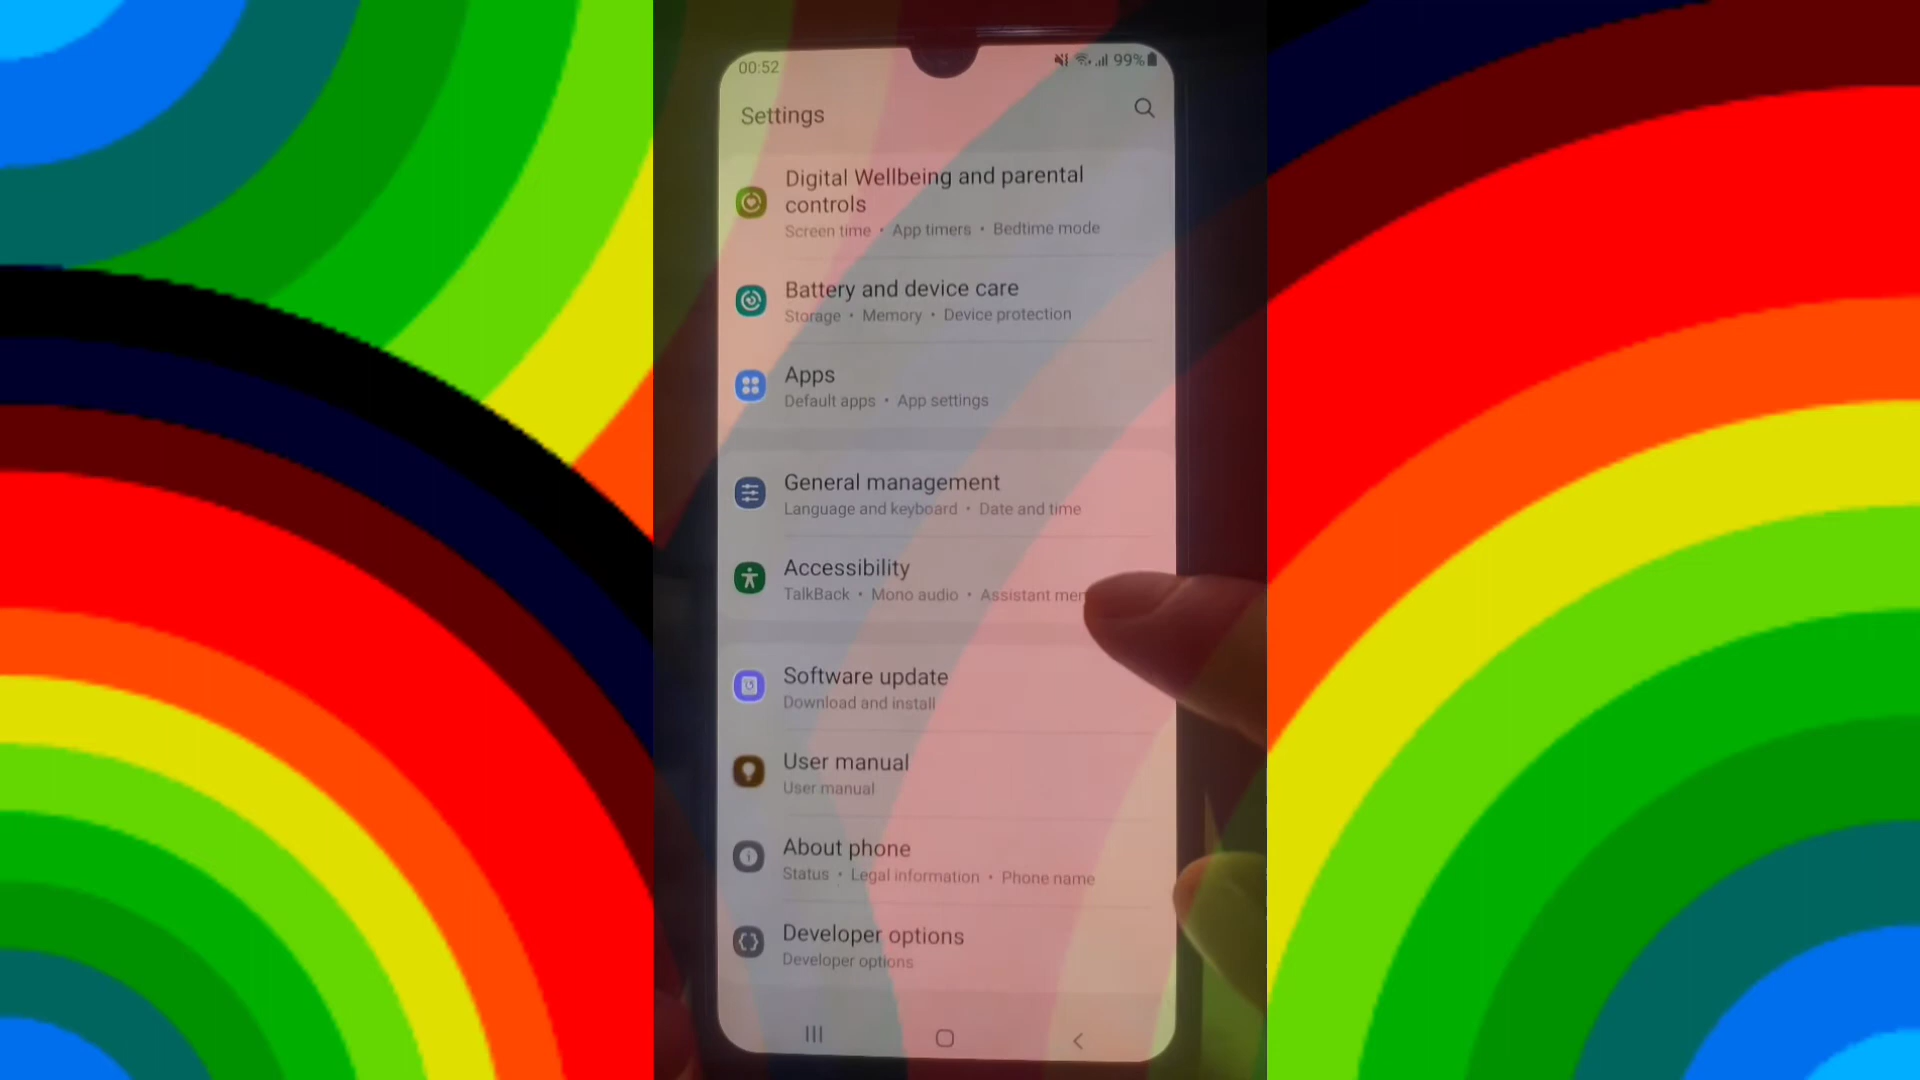 00:52
99%
Settings
Digital Wellbeing and parental
controls
Screen time • App timers • Bedtime mode
Battery and device care
Storage • Memory • Device protection
Apps
Default apps • App settings
General management
Language and keyboard • Date and time
Accessibility
TalkBack • Mono audio • Assistant
Software update
Download and install
User manual
User manual
About phone
Status • Legal information • Phone name
Developer options
Developer options